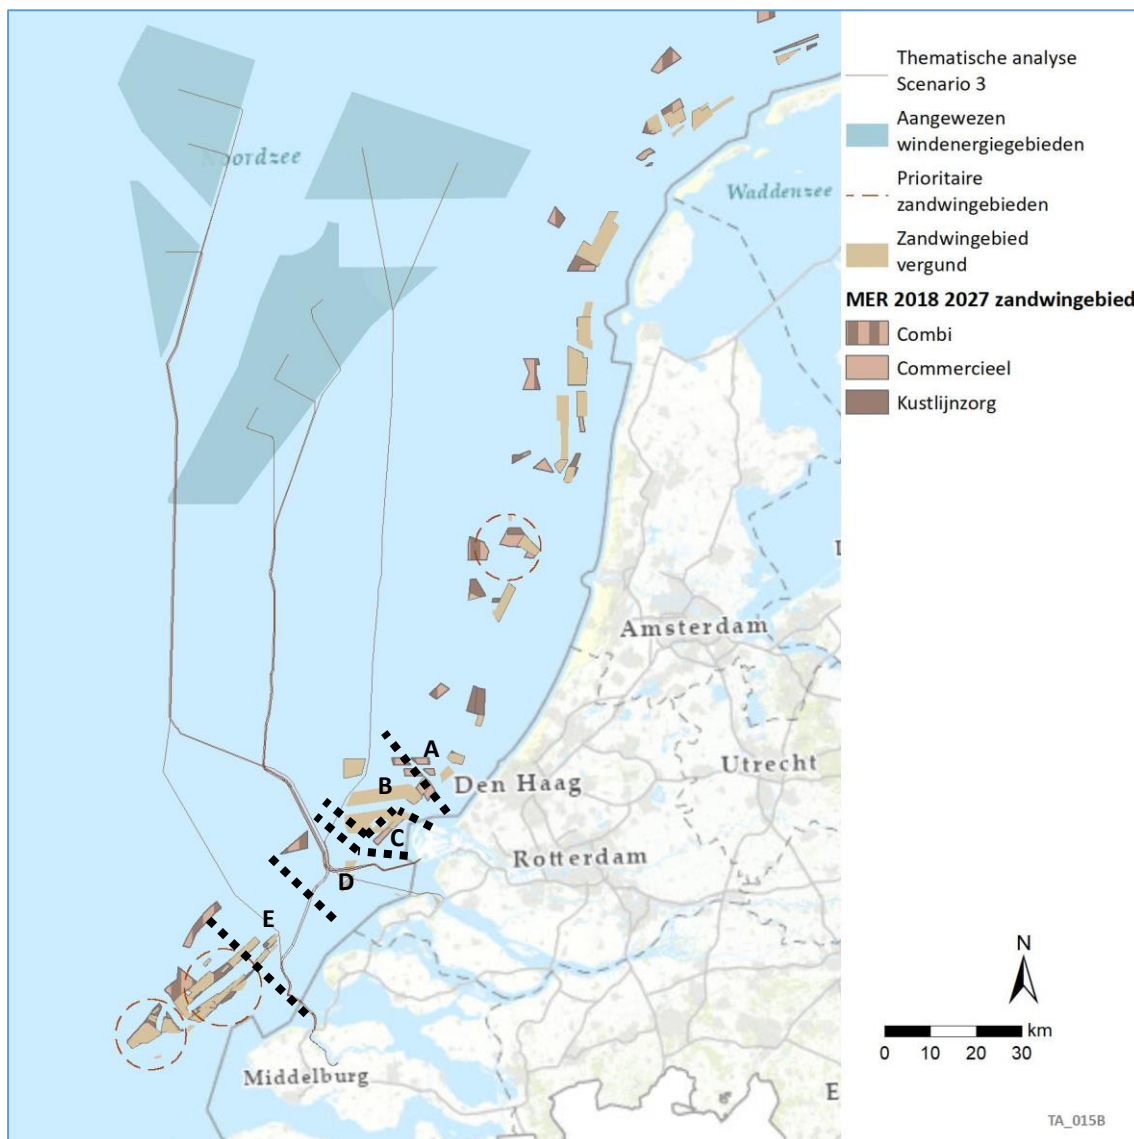 Thematische analyse
Scenario 3
Aangewezen
windenergiegebieden
Prioritaire
zandwingebieden
Zandwingebied
vergund
MER 2018 2027 zandwingebied
Combi
Commercieel
Kustlijnzorg
Noordzee
Waddenzee
Amsterdam
Utrecht
A
Den Haag
B
C
Rotterdam
D
E
Middelburg
N
km
0 10 20 30
E
TA_015B